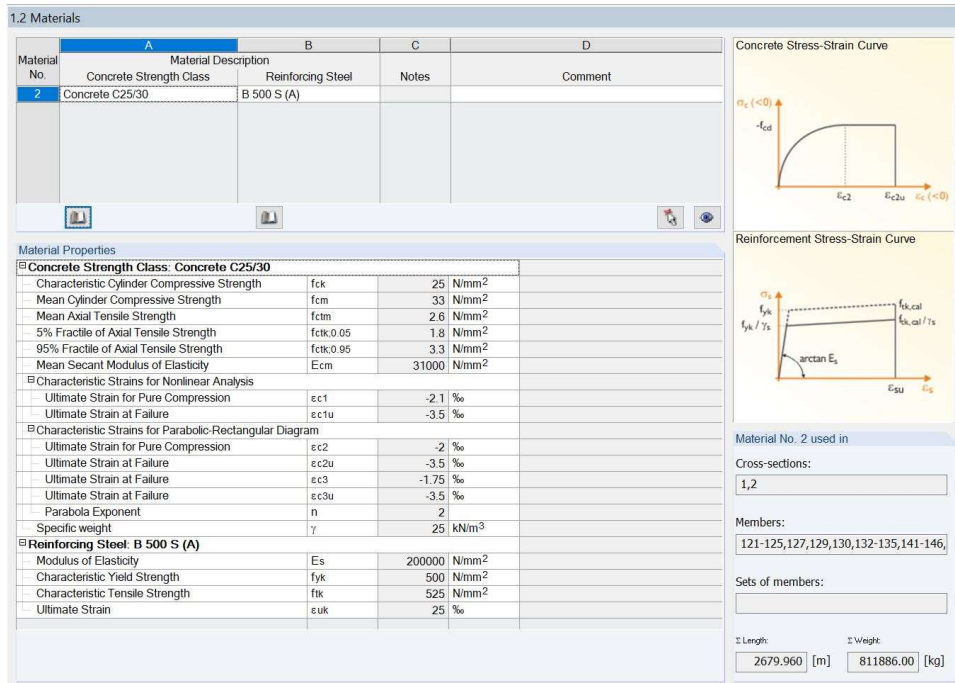 1.2 Materials
A B C D
Material No. Material Description Concrete Strength Class Reinforcing Steel Notes Comment
2 Concrete C25/30 B 500 S (A)
Material Properties
Concrete Strength Class: Concrete C25/30
Characteristic Cylinder Compressive Strength fck 25 N/mm2
Mean Cylinder Compressive Strength fcm 33 N/mm2
Mean Axial Tensile Strength fctm 2.6 N/mm2
5% Fractile of Axial Tensile Strength fctk;0.05 1.8 N/mm2
95% Fractile of Axial Tensile Strength fctk;0.95 3.3 N/mm2
Mean Secant Modulus of Elasticity Ecm 31000 N/mm2
Characteristic Strains for Nonlinear Analysis
Ultimate Strain for Pure Compression εc1 -2.1 ‰
Ultimate Strain at Failure εc1u -3.5 ‰
Characteristic Strains for Parabolic-Rectangular Diagram
Ultimate Strain for Pure Compression εc2 -2 ‰
Ultimate Strain at Failure εc2u -3.5 ‰
Ultimate Strain at Failure εc3 -1.75 ‰
Ultimate Strain at Failure εc3u -3.5 ‰
Parabola Exponent n 2
Specific weight γ 25 kN/m3
Reinforcing Steel: B 500 S (A)
Modulus of Elasticity Es 200000 N/mm2
Characteristic Yield Strength fyk 500 N/mm2
Characteristic Tensile Strength ftk 525 N/mm2
Ultimate Strain εuk 25 ‰
Concrete Stress-Strain Curve
σc (<0)
-fcd
εc2 εc2u εc (<0)
Reinforcement Stress-Strain Curve
σs
fyk
ftk,cal
fyk / γs
ftk,cal / γs
arctan Es
εsu εs
Material No. 2 used in
Cross-sections:
1,2
Members:
121-125,127,129,130,132-135,141-146,
Sets of members:
Σ Length: Σ Weight:
2679.960 [m] 811886.00 [kg]